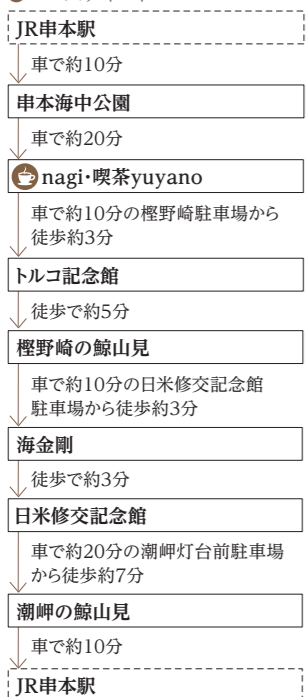 JR串本駅
車で約10分
串本海中公園
車で約20分
nagi・喫茶yuyano
車で約10分の樫野崎駐車場から
徒歩約3分
トルコ記念館
徒歩で約5分
樫野崎の鯨山見
車で約10分の日米修交記念館
駐車場から徒歩約3分
海金剛
徒歩で約3分
日米修交記念館
車で約20分の潮岬灯台前駐車場
から徒歩約7分
潮岬の鯨山見
車で約10分
JR串本駅